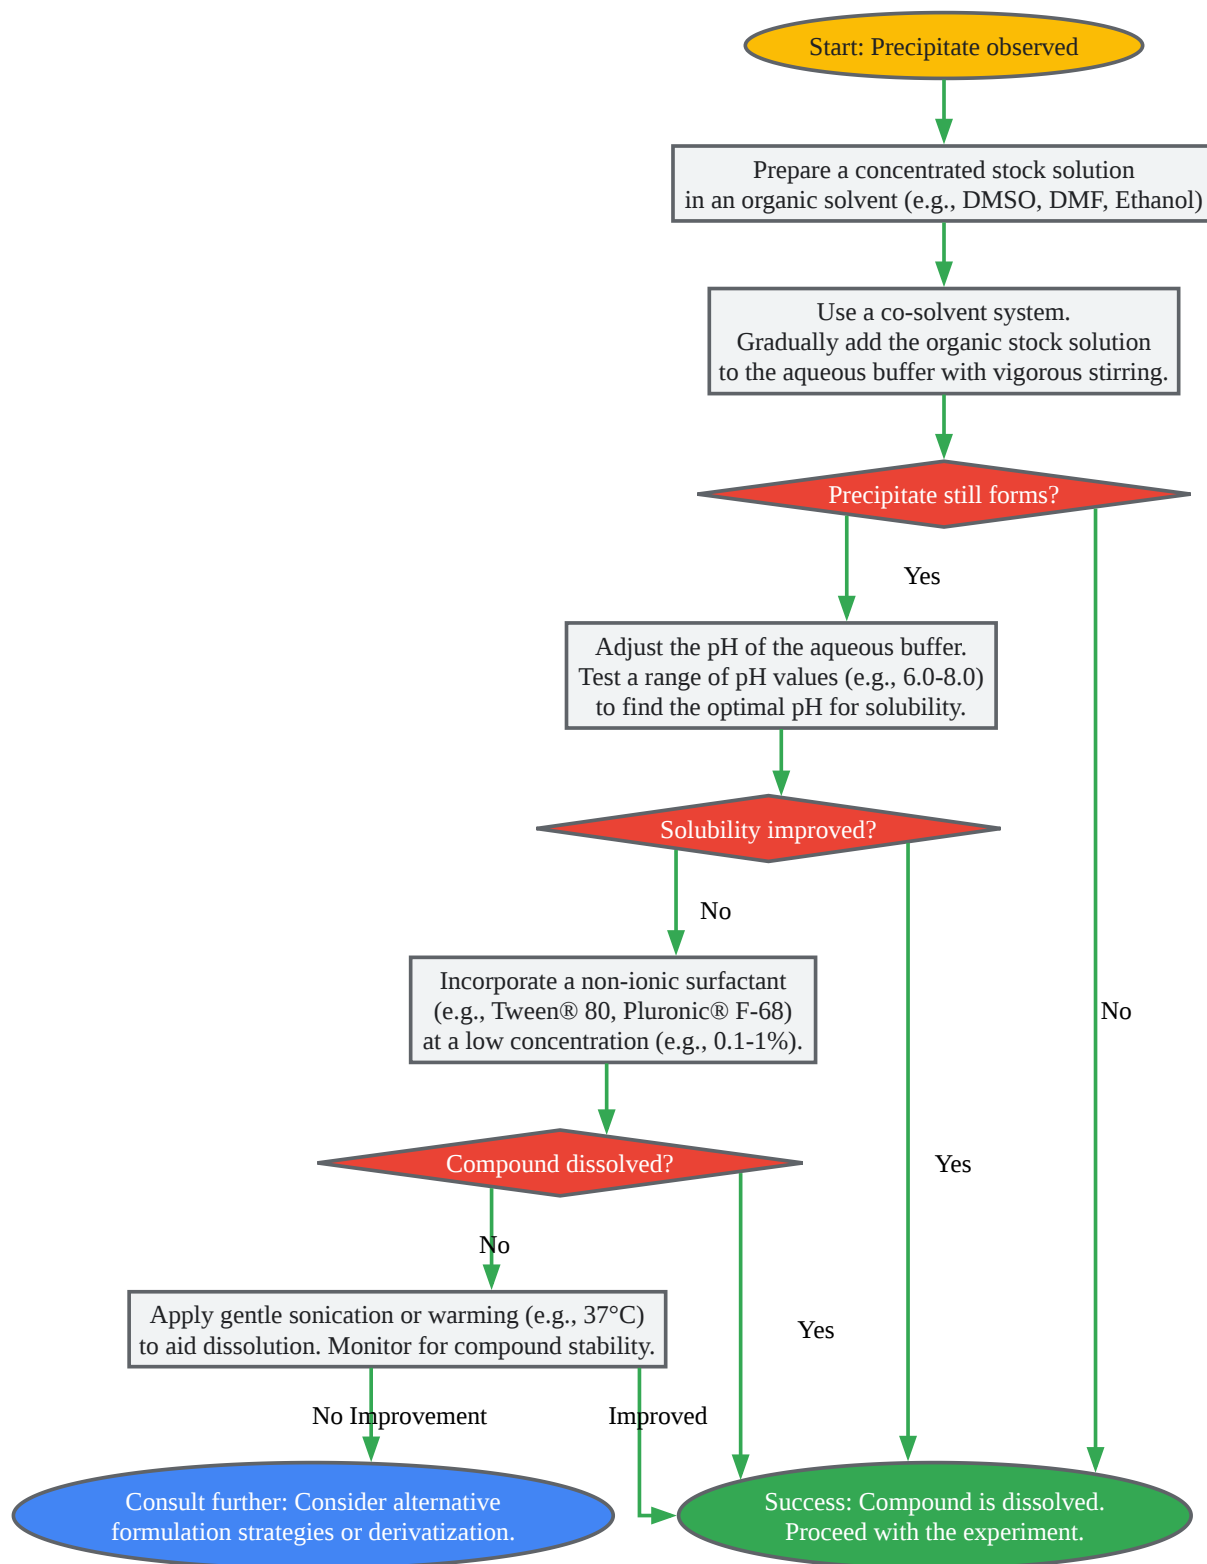 Start: Precipitate observed
Prepare a concentrated stock solution
in an organic solvent (e.g., DMSO, DMF, Ethanol)
Use a co-solvent system.
Gradually add the organic stock solution
to the aqueous buffer with vigorous stirring.
Precipitate still forms?
Yes
Adjust the pH of the aqueous buffer.
Test a range of pH values (e.g., 6.0-8.0)
to find the optimal pH for solubility.
Solubility improved?
No
Incorporate a non-ionic surfactant
(e.g., Tween® 80, Pluronic® F-68)
at a low concentration (e.g., 0.1-1%).
No
Compound dissolved?
Yes
No
Apply gentle sonication or warming (e.g., 37°C)
to aid dissolution. Monitor for compound stability.
Yes
No Improvement
Improved
Consult further: Consider alternative
formulation strategies or derivatization.
Success: Compound is dissolved.
Proceed with the experiment.